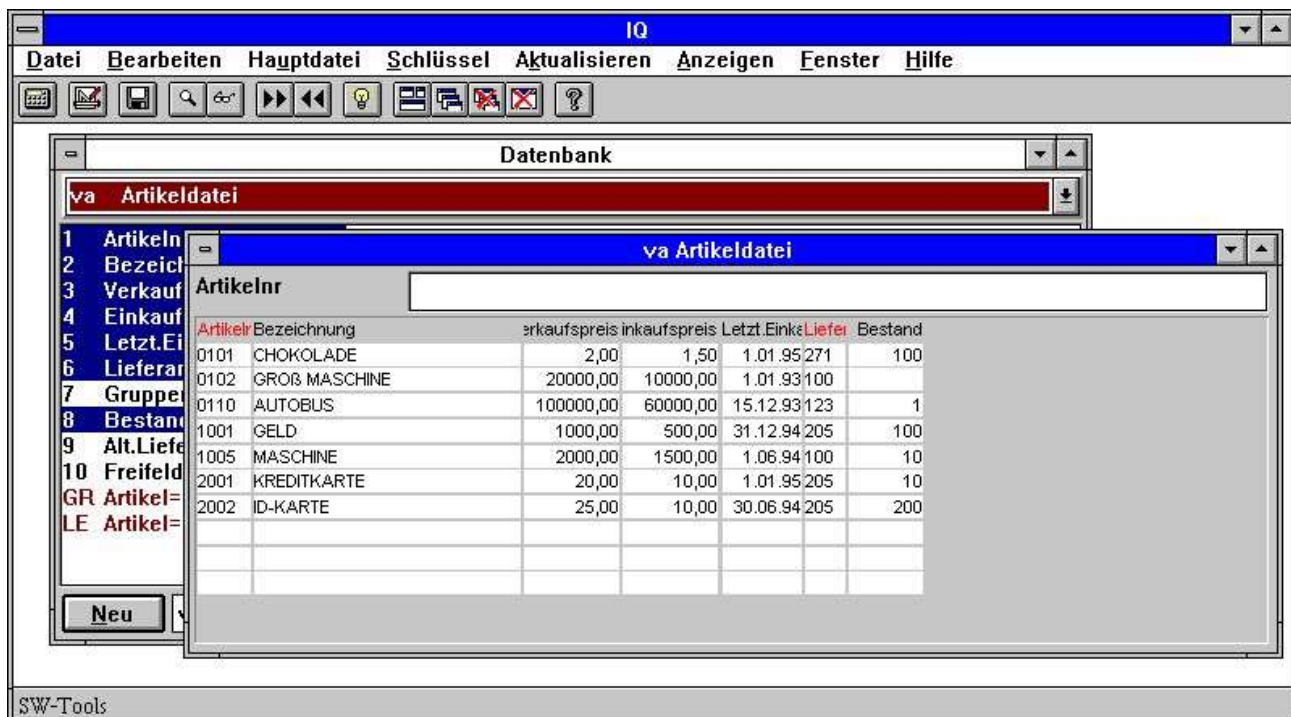 IQ
Datei Bearbeiten Hauptdatei Schlüssel Aktualisieren Anzeigen Fenster Hilfe
Datenbank
va Artikeldatei
1 Artikeln
2 Bezeich
3 Verkauf
4 Einkauf
5 Letzt.Ei
6 Lieferar
7 Gruppe
8 Bestand
9 Alt.Liefe
10 Freifeld
GR Artikel=
LE Artikel=
Neu
va Artikeldatei
Artikelnr
Artikelr Bezeichnung erkaufspreis inkaufspreis Letzt.Einka Liefer Bestand
0101 CHOKOLADE 2,00 1,50 1.01.95 271 100
0102 GROß MASCHINE 20000,00 10000,00 1.01.93 100
0110 AUTOBUS 100000,00 60000,00 15.12.93 123 1
1001 GELD 1000,00 500,00 31.12.94 205 100
1005 MASCHINE 2000,00 1500,00 1.06.94 100 10
2001 KREDITKARTE 20,00 10,00 1.01.95 205 10
2002 ID-KARTE 25,00 10,00 30.06.94 205 200
SW-Tools